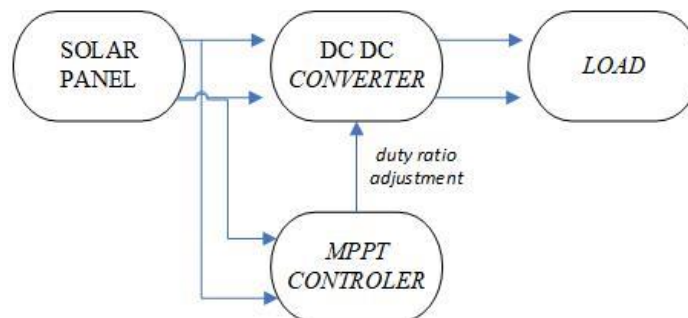 SOLAR
PANEL
DC DC
CONVERTER
LOAD
duty ratio
adjustment
MPPT
CONTROLER